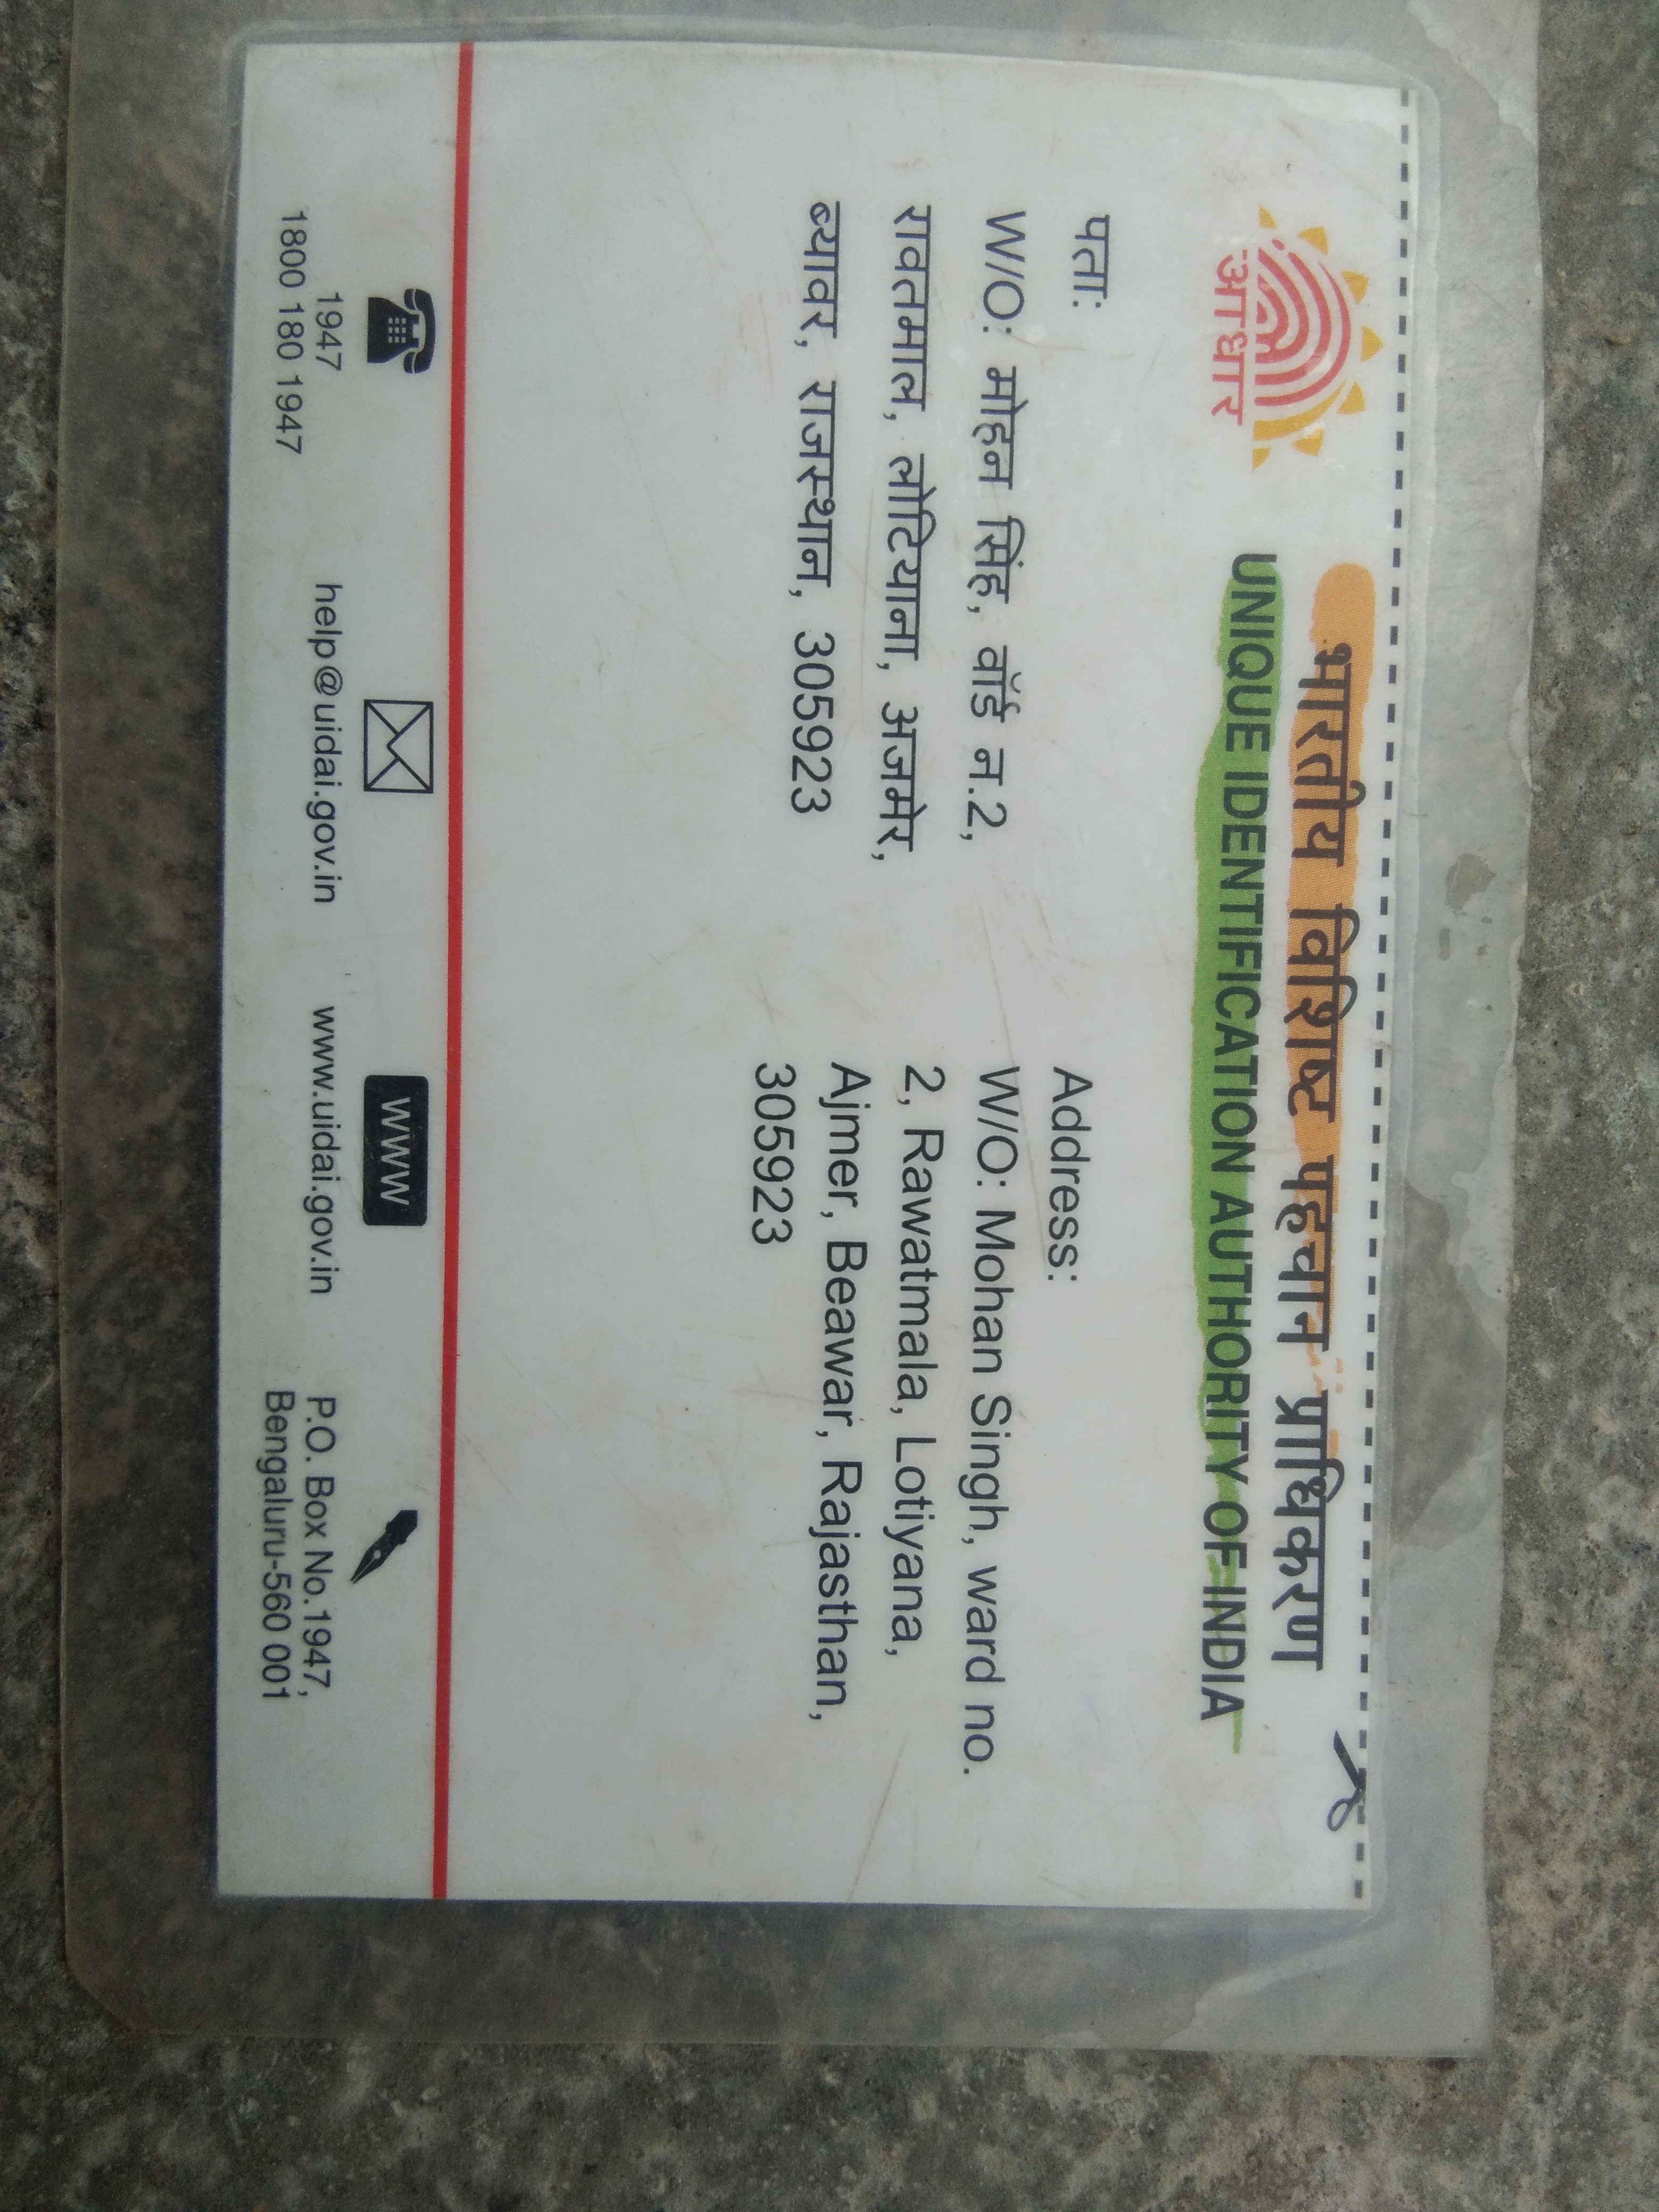 आधार
भारतीय विशिष्ट पहचान प्राधिकरण
UNIQUE IDENTIFICATION AUTHORITY OF INDIA
पता:
W/O: मोहन सिंह, वॉर्ड न.2,
रावतमाल, लोटियाना, अजमेर,
ब्यावर, राजस्थान, 305923
Address:
W/O: Mohan Singh, ward no.
2, Rawatmala, Lotiyana,
Ajmer, Beawar, Rajasthan,
305923
1947
1800 180 1947
help@uidai.gov.in
WWW
www.uidai.gov.in
P.O. Box No.1947,
Bengaluru-560 001